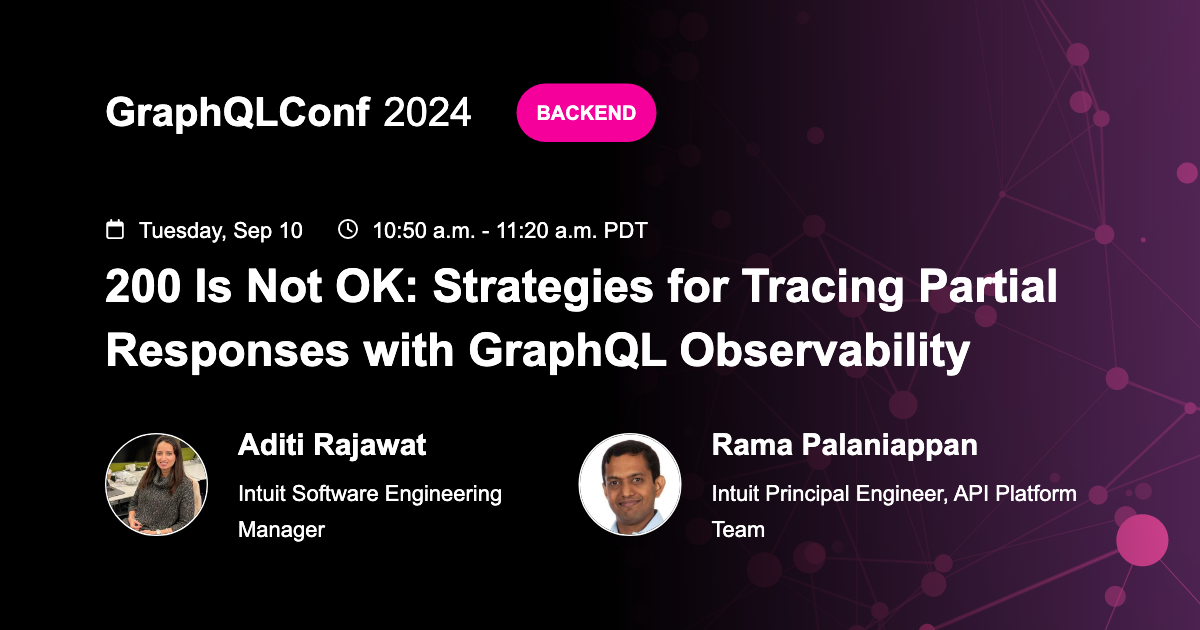 GraphQLConf 2024
BACKEND
Tuesday, Sep 10
10:50 a.m. - 11:20 a.m. PDT
200 Is Not OK: Strategies for Tracing Partial
Responses with GraphQL Observability
Aditi Rajawat
Intuit Software Engineering
Manager
Rama Palaniappan
Intuit Principal Engineer, API Platform
Team